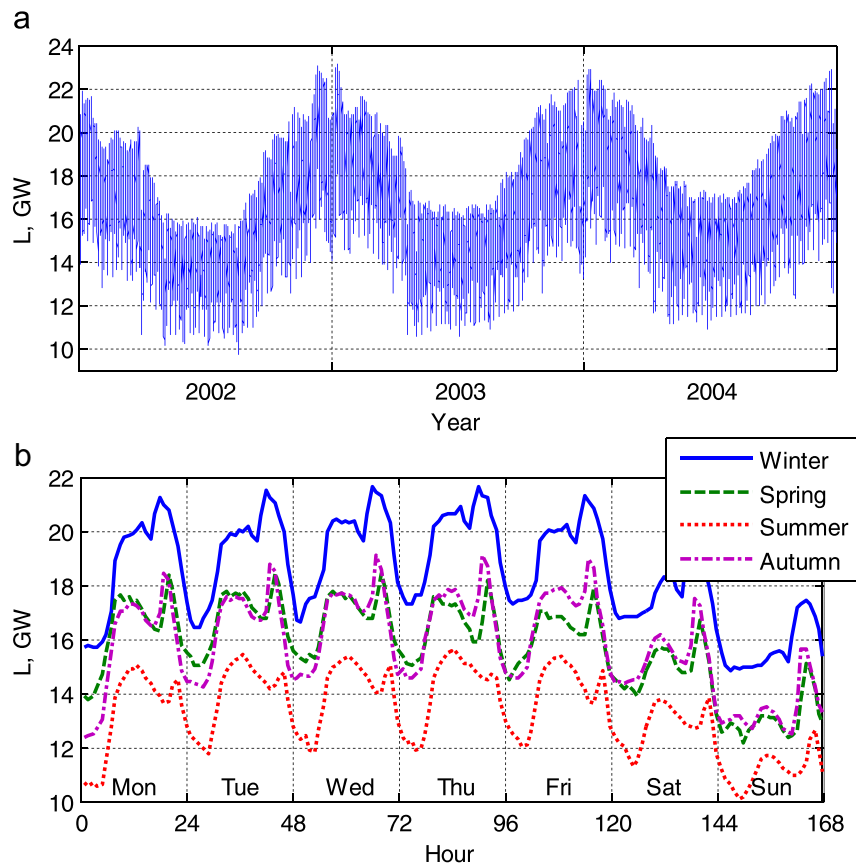 a
24
22
20
18
16
14
12
10
L, GW
2002 2003 2004
Year
b
22
20
18
16
14
12
10
L, GW
Winter
Spring
Summer
Autumn
Mon Tue Wed Thu Fri Sat Sun
0 24 48 72 96 120 144 168
Hour